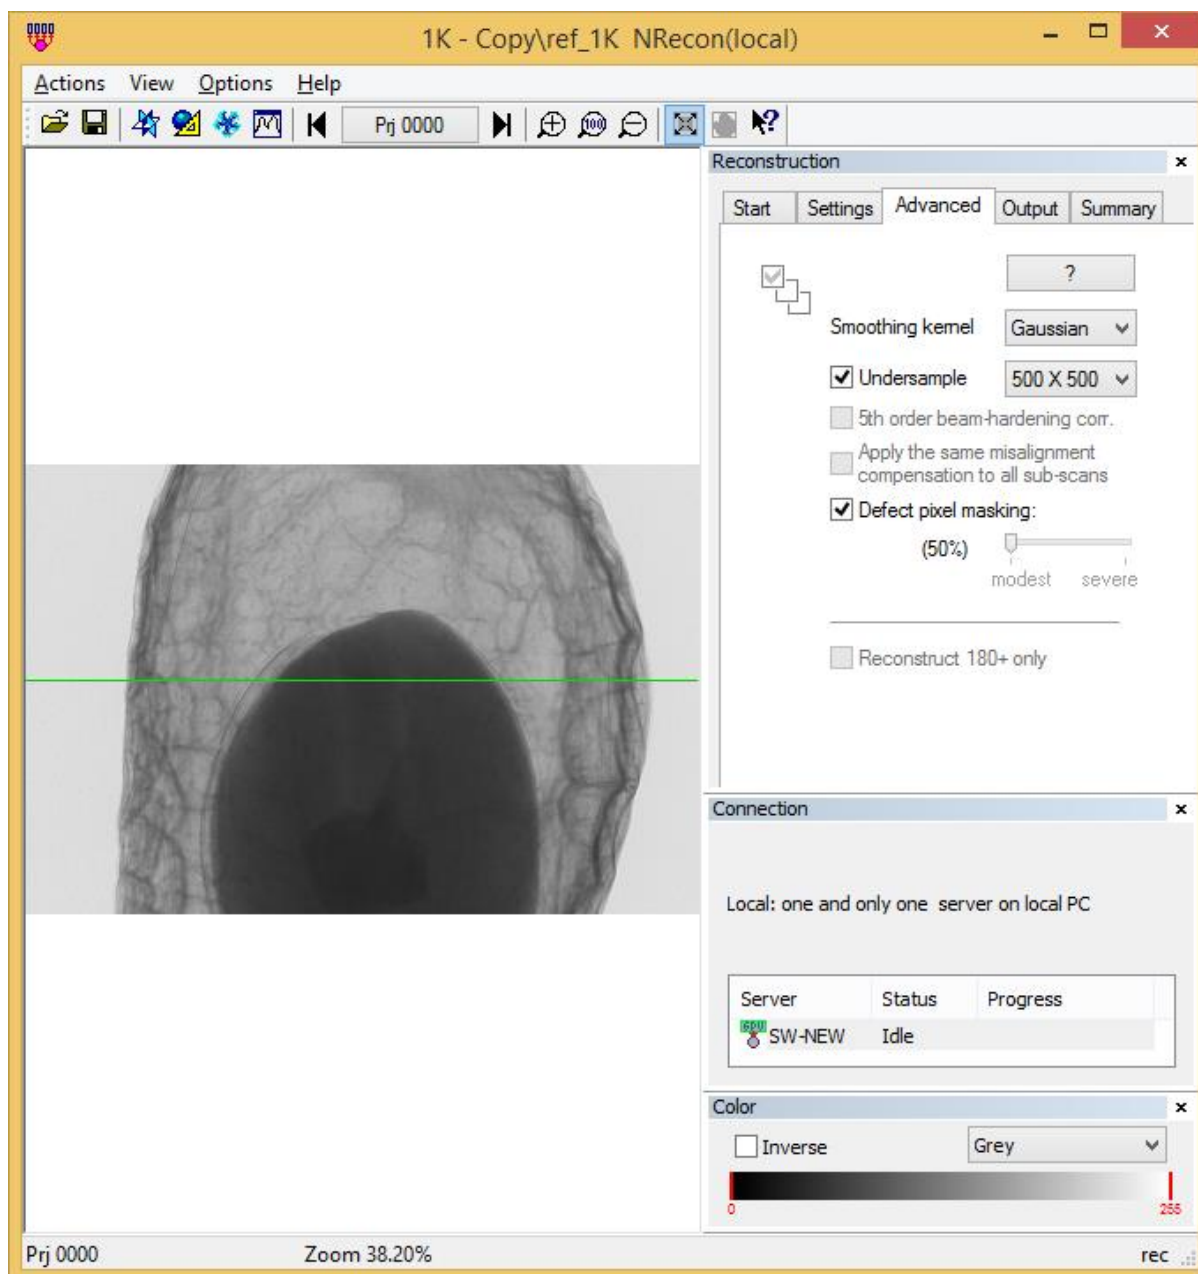 1K - Copy\ref_1K NRecon(local)
Actions View Options Help
Prj 0000
100
?
Reconstruction
Start Settings Advanced Output Summary
?
Smoothing kernel Gaussian
Undersample 500 X 500
5th order beam-hardening corr.
Apply the same misalignment
compensation to all sub-scans
Defect pixel masking:
(50%)
modest severe
Reconstruct 180+ only
Connection
Local: one and only one server on local PC
Server Status Progress
GPU SW-NEW Idle
Color
Inverse Grey
0 255
Prj 0000 Zoom 38.20% rec